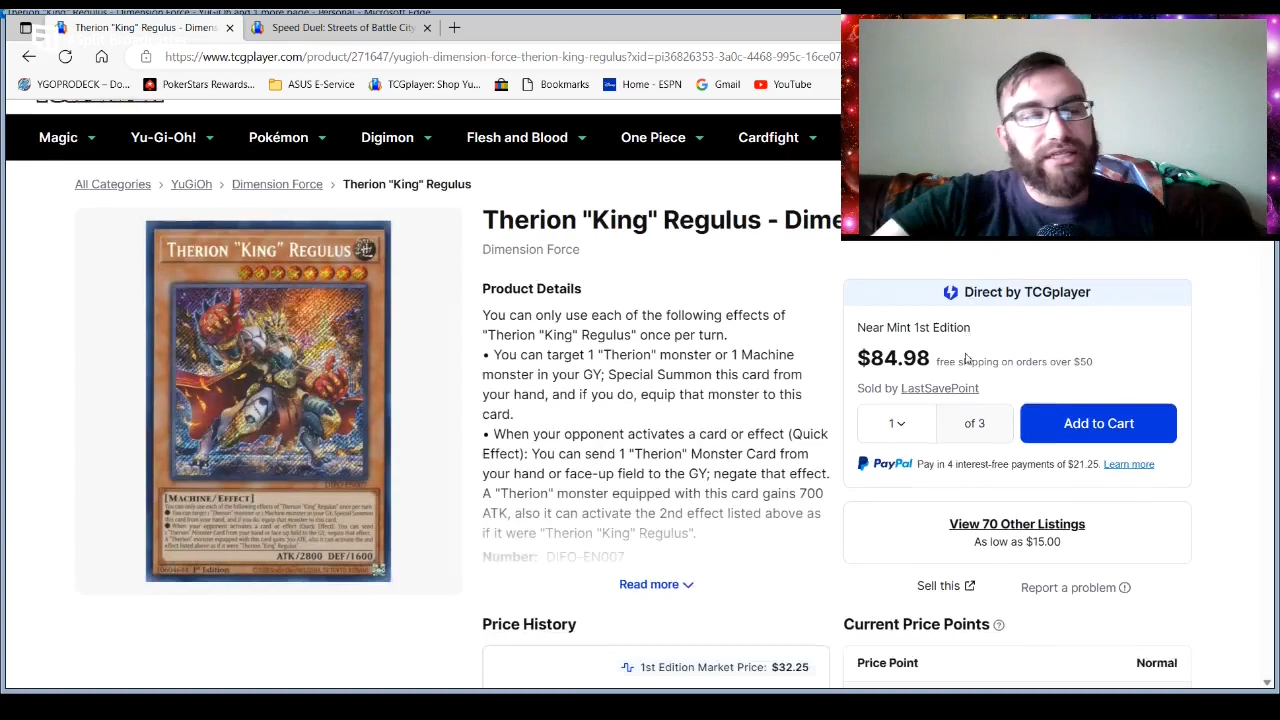 Therion "King" Regulus - Dimens
Speed Duel: Streets of Battle City
https://www.tcgplayer.com/product/271647/yugioh-dimension-force-therion-king-regulus?xid=pi36826353-3a0c-4468-995c-16ce07
YGOPRODECK – Do...
PokerStars Rewards...
ASUS E-Service
TCGplayer: Shop Yu...
Bookmarks
Home - ESPN
Gmail
YouTube
Magic
Yu-Gi-Oh!
Pokémon
Digimon
Flesh and Blood
One Piece
Cardfight
All Categories > YuGiOh > Dimension Force > Therion "King" Regulus
THERION "KING" REGULUS
[MACHINE/EFFECT]
ATK/2800 DEF/1600
1st Edition
Therion "King" Regulus - Dime
Dimension Force
Product Details
You can only use each of the following effects of
"Therion "King" Regulus" once per turn.
• You can target 1 "Therion" monster or 1 Machine
monster in your GY; Special Summon this card from
your hand, and if you do, equip that monster to this
card.
• When your opponent activates a card or effect (Quick
Effect): You can send 1 "Therion" Monster Card from
your hand or face-up field to the GY; negate that effect.
A "Therion" monster equipped with this card gains 700
ATK, also it can activate the 2nd effect listed above as
if it were "Therion "King" Regulus".
Number: DIFO-EN007
Read more
Price History
1st Edition Market Price: $32.25
Direct by TCGplayer
Near Mint 1st Edition
$84.98 free shipping on orders over $50
Sold by LastSavePoint
1 of 3
Add to Cart
PayPal Pay in 4 interest-free payments of $21.25. Learn more
View 70 Other Listings
As low as $15.00
Sell this
Report a problem
Current Price Points
Price Point Normal